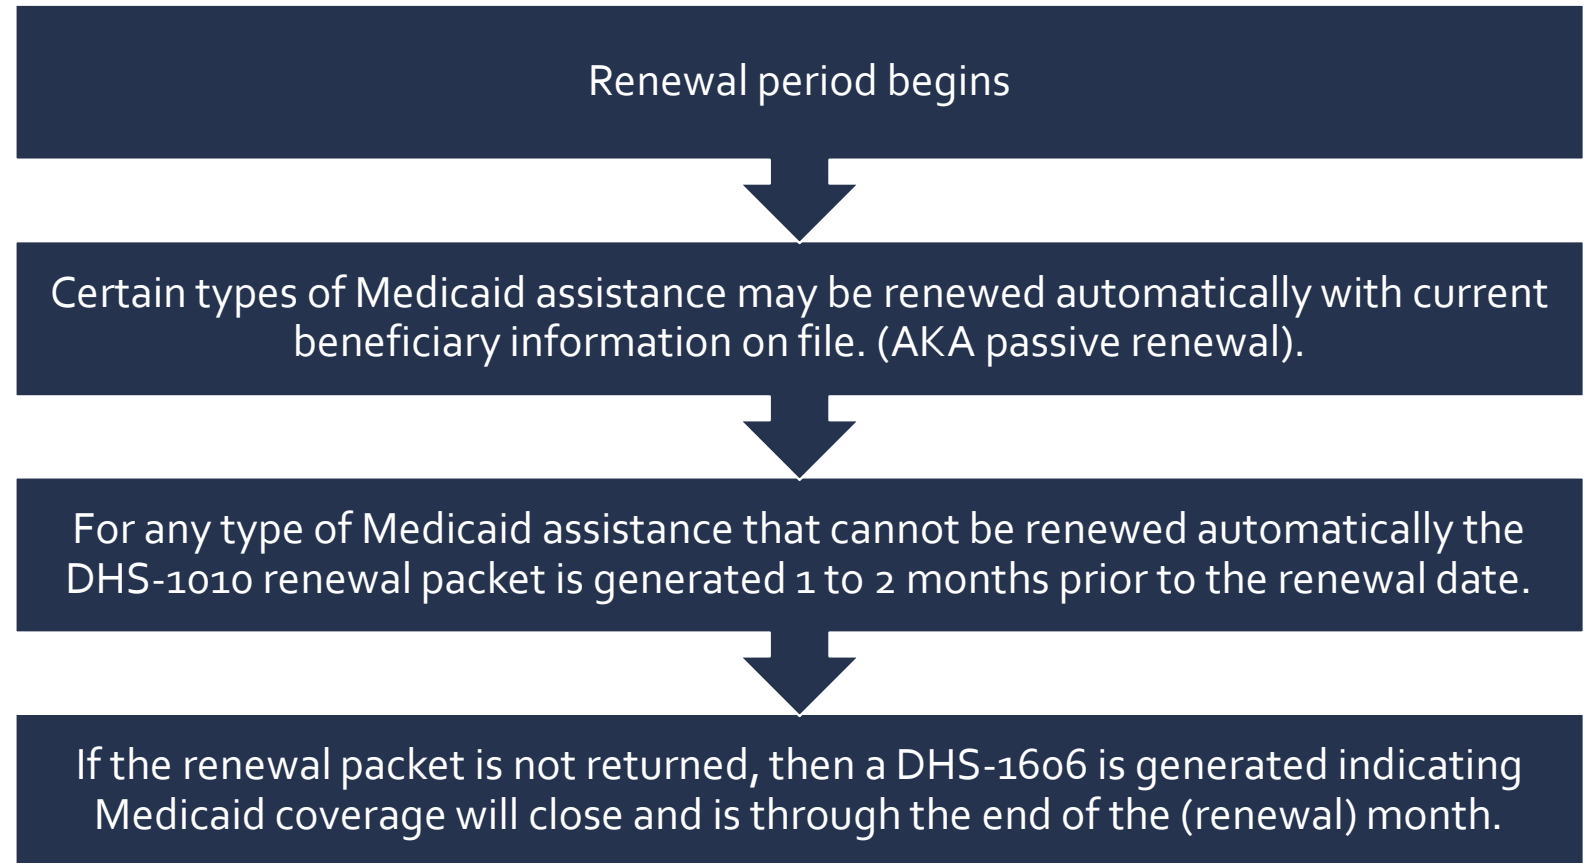 Renewal period begins
Certain types of Medicaid assistance may be renewed automatically with current
beneficiary information on file. (AKA passive renewal).
For any type of Medicaid assistance that cannot be renewed automatically the
DHS-1010 renewal packet is generated 1 to 2 months prior to the renewal date.
If the renewal packet is not returned, then a DHS-1606 is generated indicating
Medicaid coverage will close and is through the end of the (renewal) month.